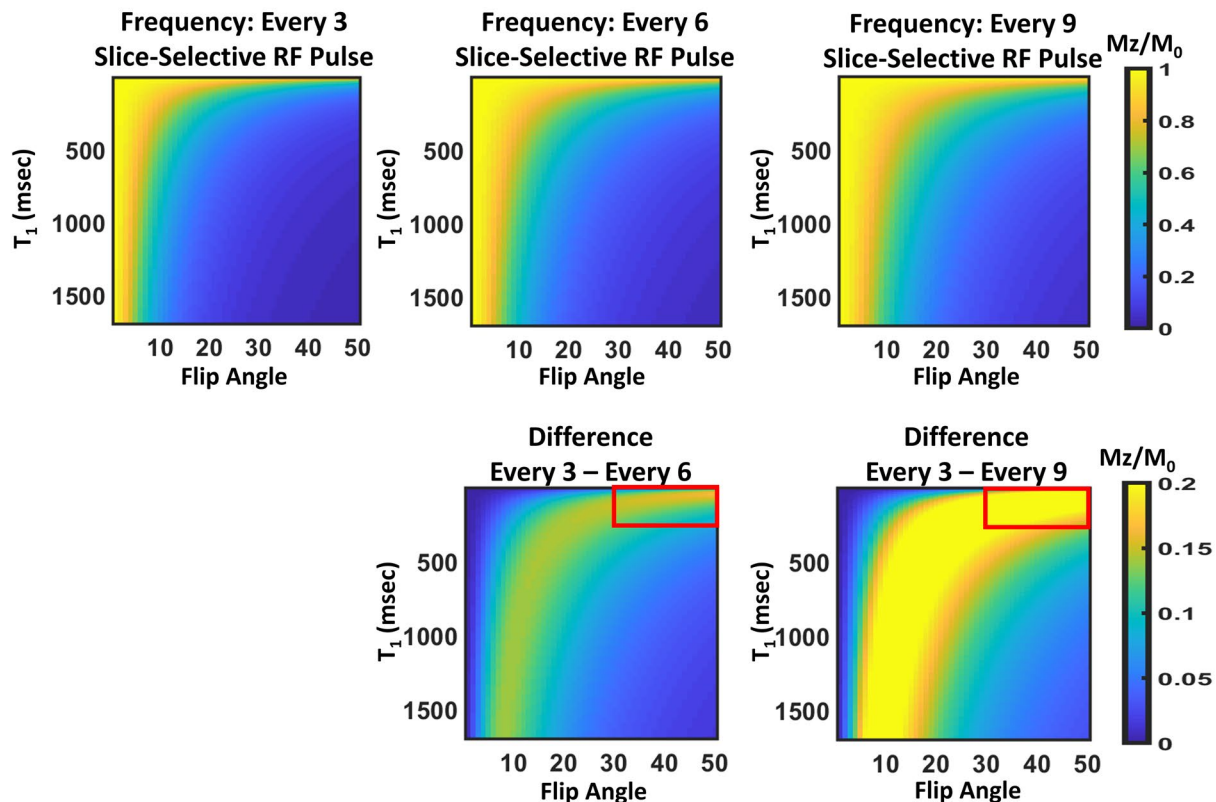 Frequency: Every 3
Slice-Selective RF Pulse
Frequency: Every 6
Slice-Selective RF Pulse
Frequency: Every 9
Slice-Selective RF Pulse
Mz/M₀
1
0.8
0.6
0.4
0.2
0
T₁ (msec)
500
1000
1500
10 20 30 40 50
Flip Angle
T₁ (msec)
500
1000
1500
10 20 30 40 50
Flip Angle
T₁ (msec)
500
1000
1500
10 20 30 40 50
Flip Angle
Difference
Every 3 – Every 6
Difference
Every 3 – Every 9
Mz/M₀
0.2
0.15
0.1
0.05
0
T₁ (msec)
500
1000
1500
10 20 30 40 50
Flip Angle
T₁ (msec)
500
1000
1500
10 20 30 40 50
Flip Angle